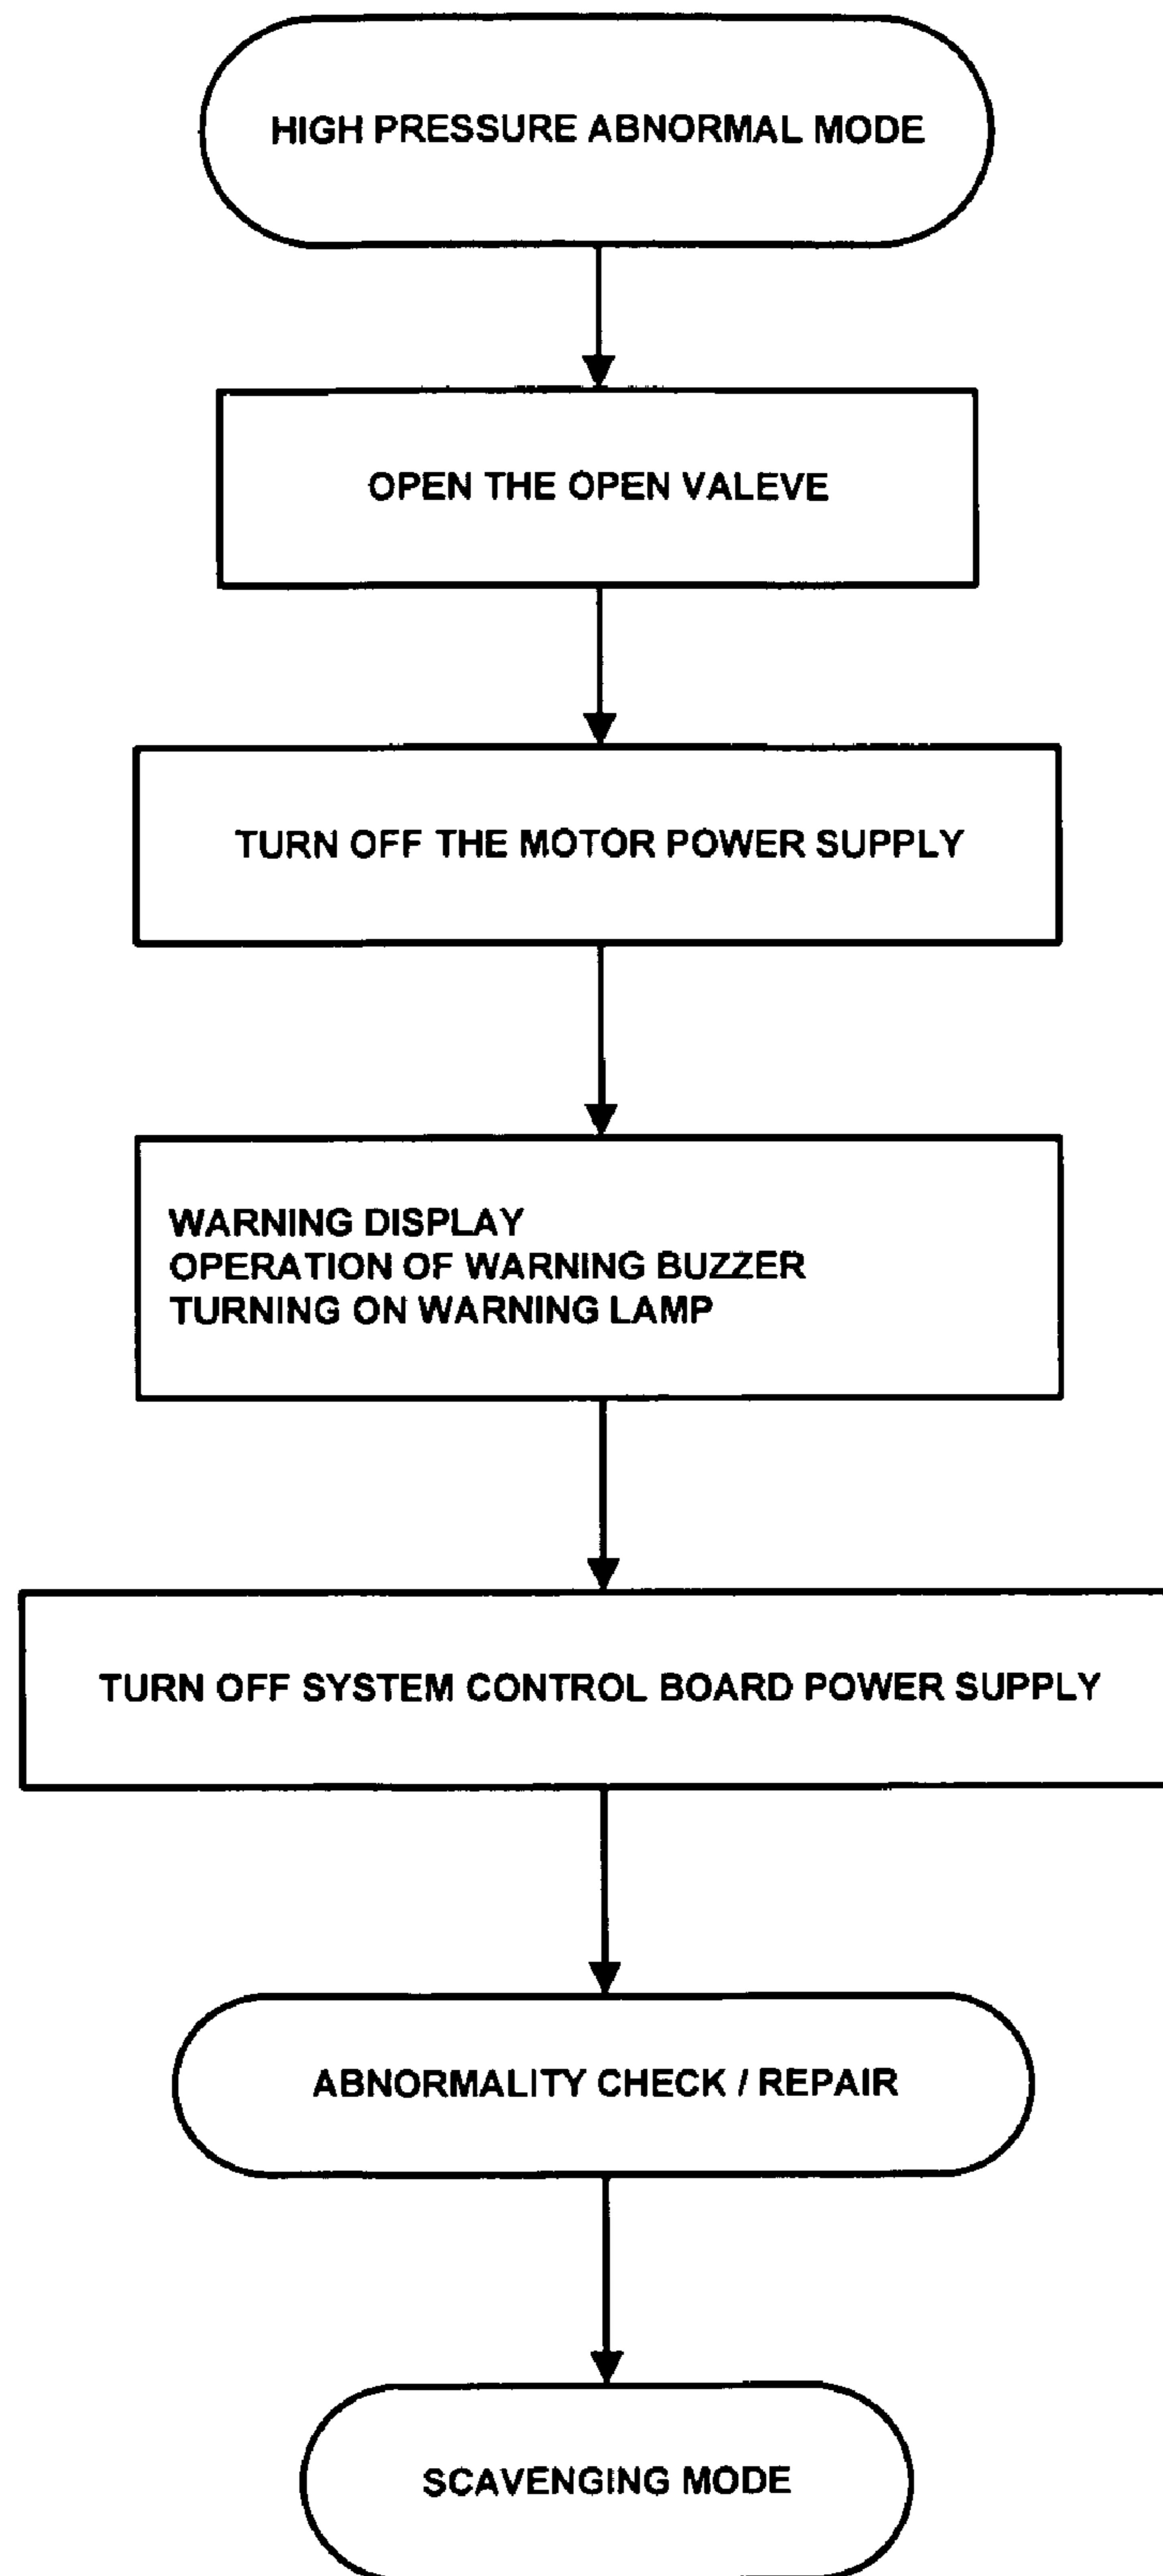 HIGH PRESSURE ABNORMAL MODE
OPEN THE OPEN VALEVE
TURN OFF THE MOTOR POWER SUPPLY
WARNING DISPLAY
OPERATION OF WARNING BUZZER
TURNING ON WARNING LAMP
TURN OFF SYSTEM CONTROL BOARD POWER SUPPLY
ABNORMALITY CHECK / REPAIR
SCAVENGING MODE